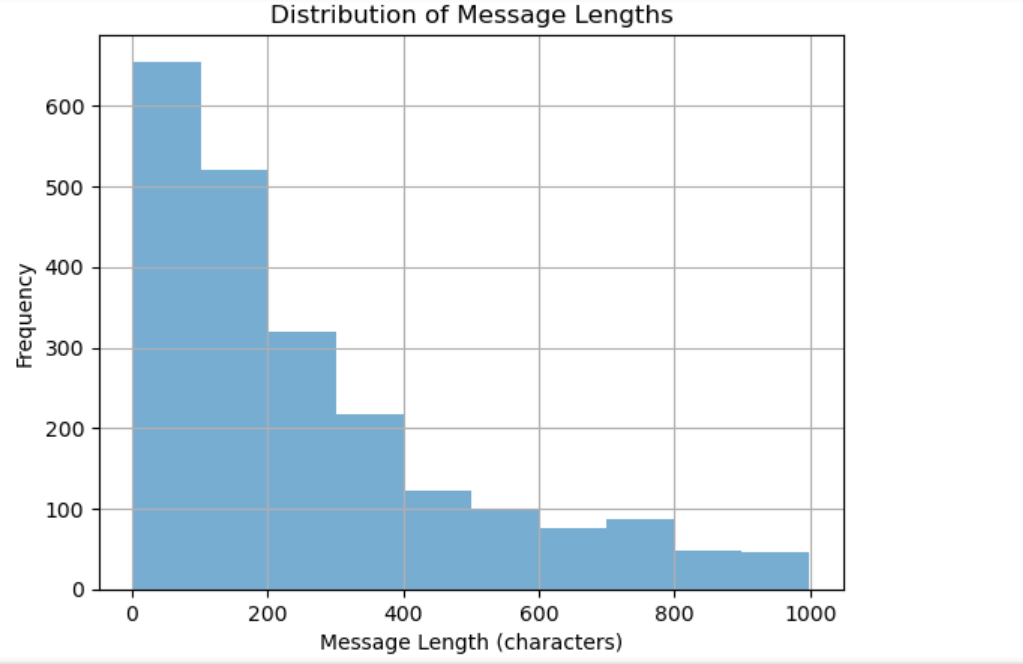 Distribution of Message Lengths
Frequency
600
500
400
300
200
100
0
0 200 400 600 800 1000
Message Length (characters)